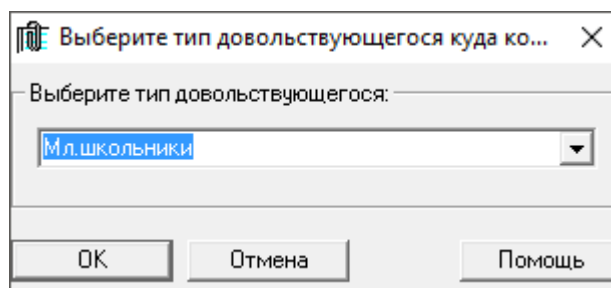 Выберите тип довольствующегося куда ко...
Выберите тип довольствующегося:
Мл.школьники
OK
Отмена
Помощь